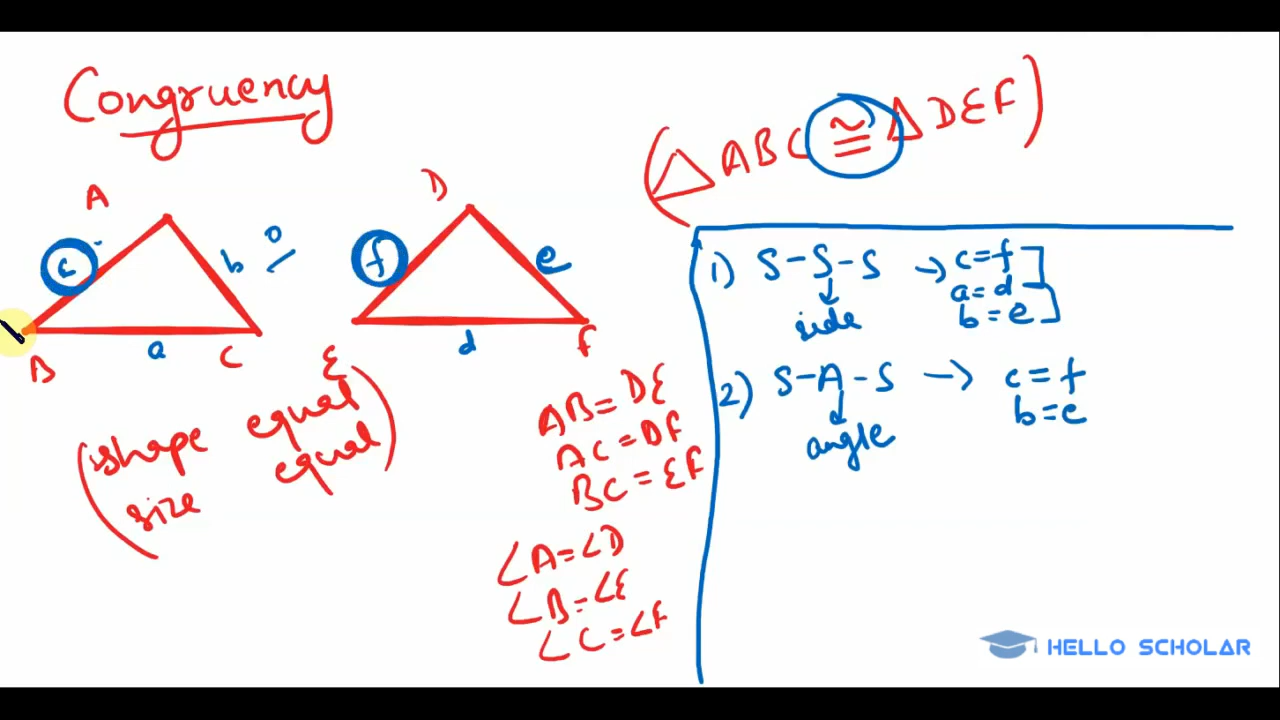 Congruency
(△ABC ≅ △DEF)
A
D
c
b
f
e
B
a
C
E
d
F
(shape equal
size equal)
AB = DE
AC = DF
BC = EF
∠A = ∠D
∠B = ∠E
∠C = ∠F
1) S-S-S → c = f
side
a = d
b = e
2) S-A-S → c = f
angle
b = e
HELLO SCHOLAR